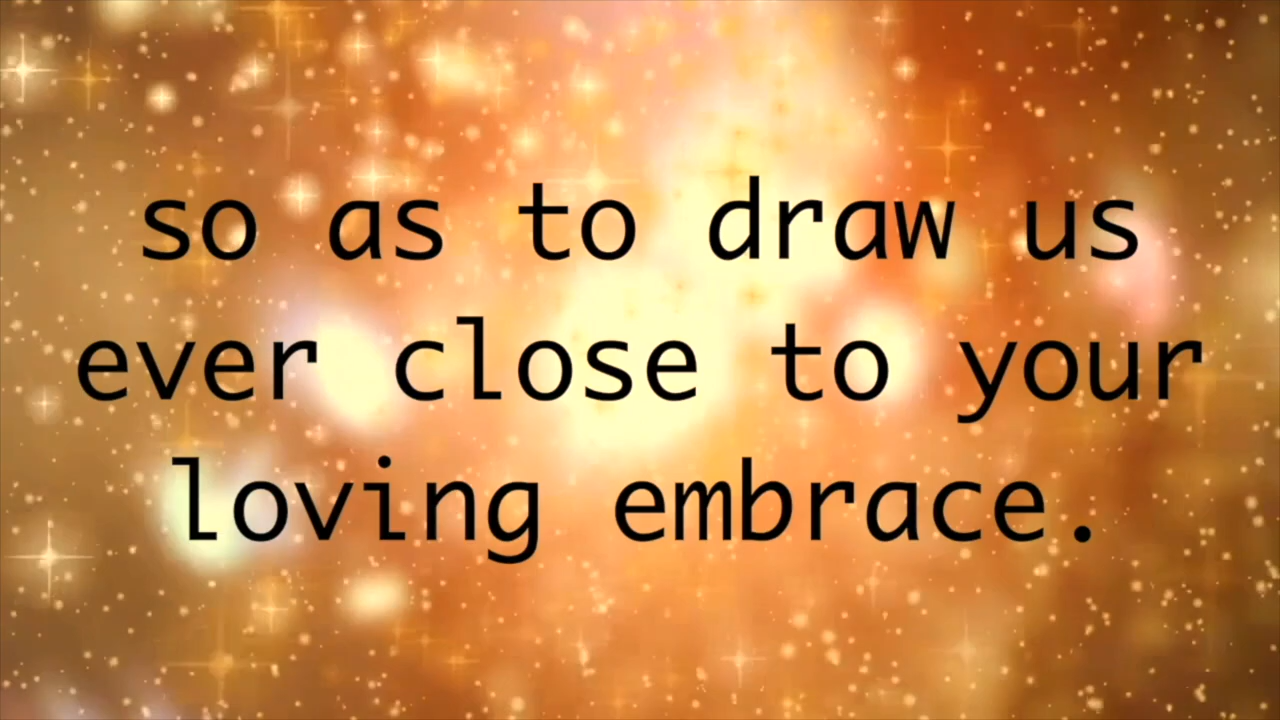 so as to draw us
ever close to your
loving embrace.